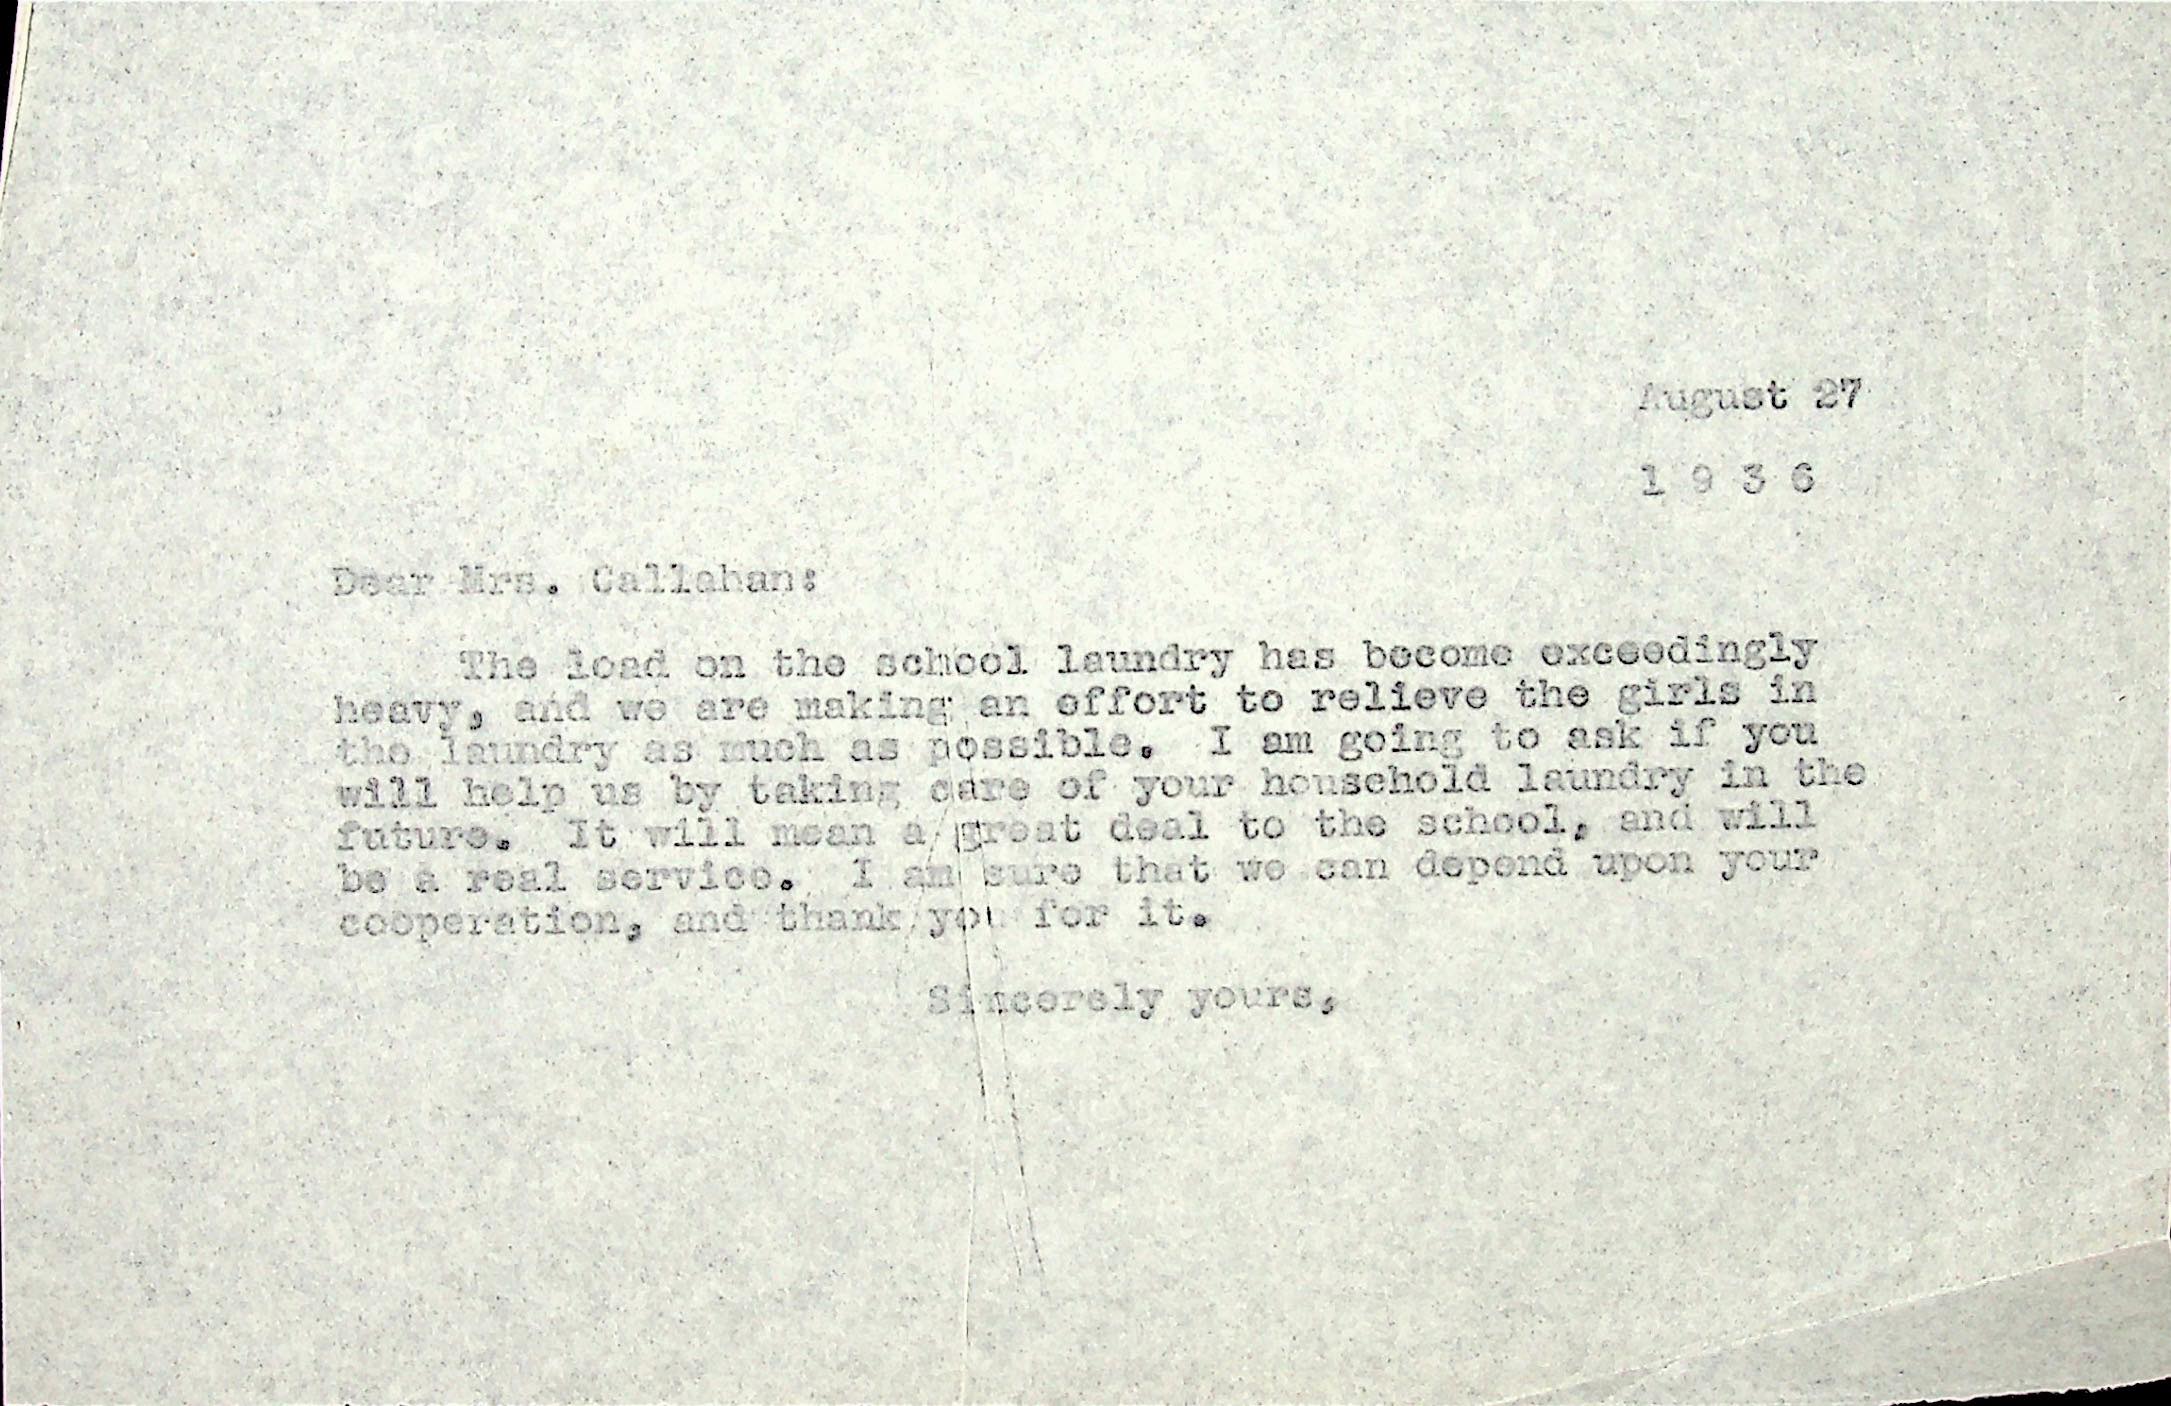 August 27
1 9 3 6
Dear Mrs. Callahan:
The load on the school laundry has become exceedingly
heavy, and we are making an effort to relieve the girls in
the laundry as much as possible. I am going to ask if you
will help us by taking care of your household laundry in the
future. It will mean a great deal to the school, and will
be a real service. I am sure that we can depend upon your
cooperation, and thank you for it.
Sincerely yours,